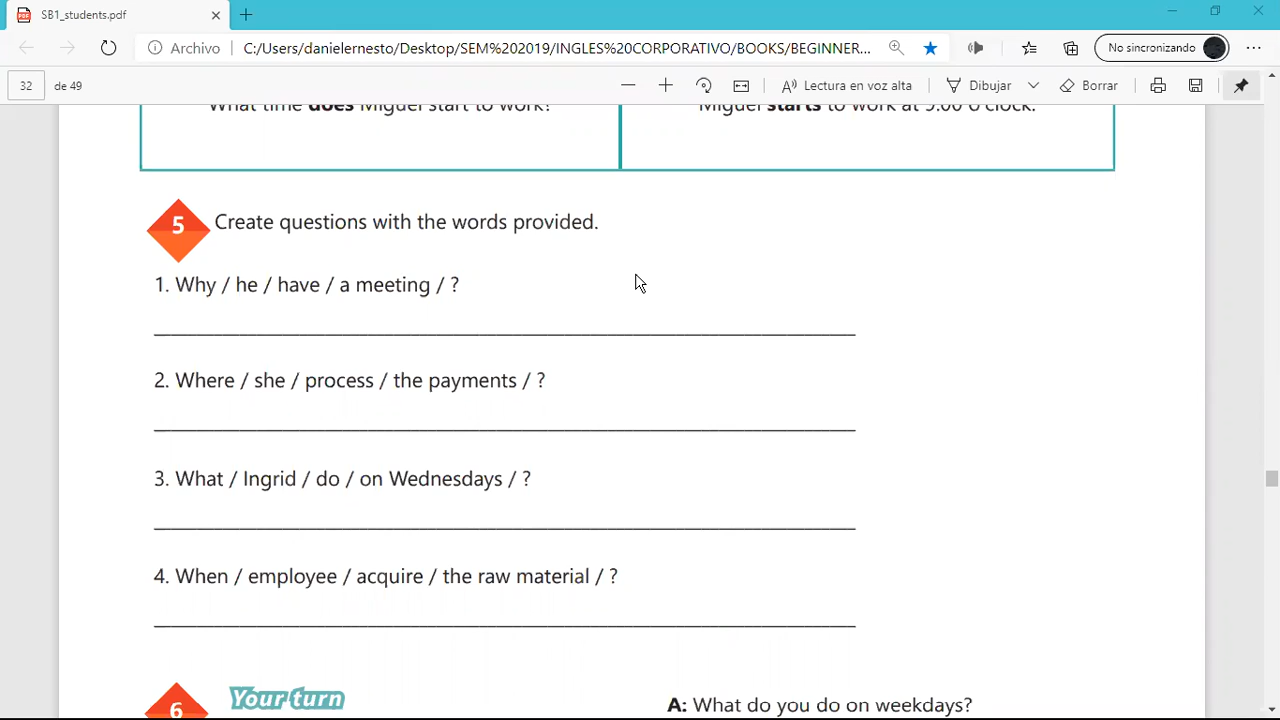 SB1_students.pdf
Archivo
C:/Users/danielernesto/Desktop/SEM%202019/INGLES%20CORPORATIVO/BOOKS/BEGINNER...
No sincronizando
32 de 49
Lectura en voz alta
Dibujar
Borrar
What time does Miguel start to work?
Miguel starts to work at 9:00 o'clock.
5 Create questions with the words provided.
1. Why / he / have / a meeting / ?
2. Where / she / process / the payments / ?
3. What / Ingrid / do / on Wednesdays / ?
4. When / employee / acquire / the raw material / ?
6 Your turn
A: What do you do on weekdays?